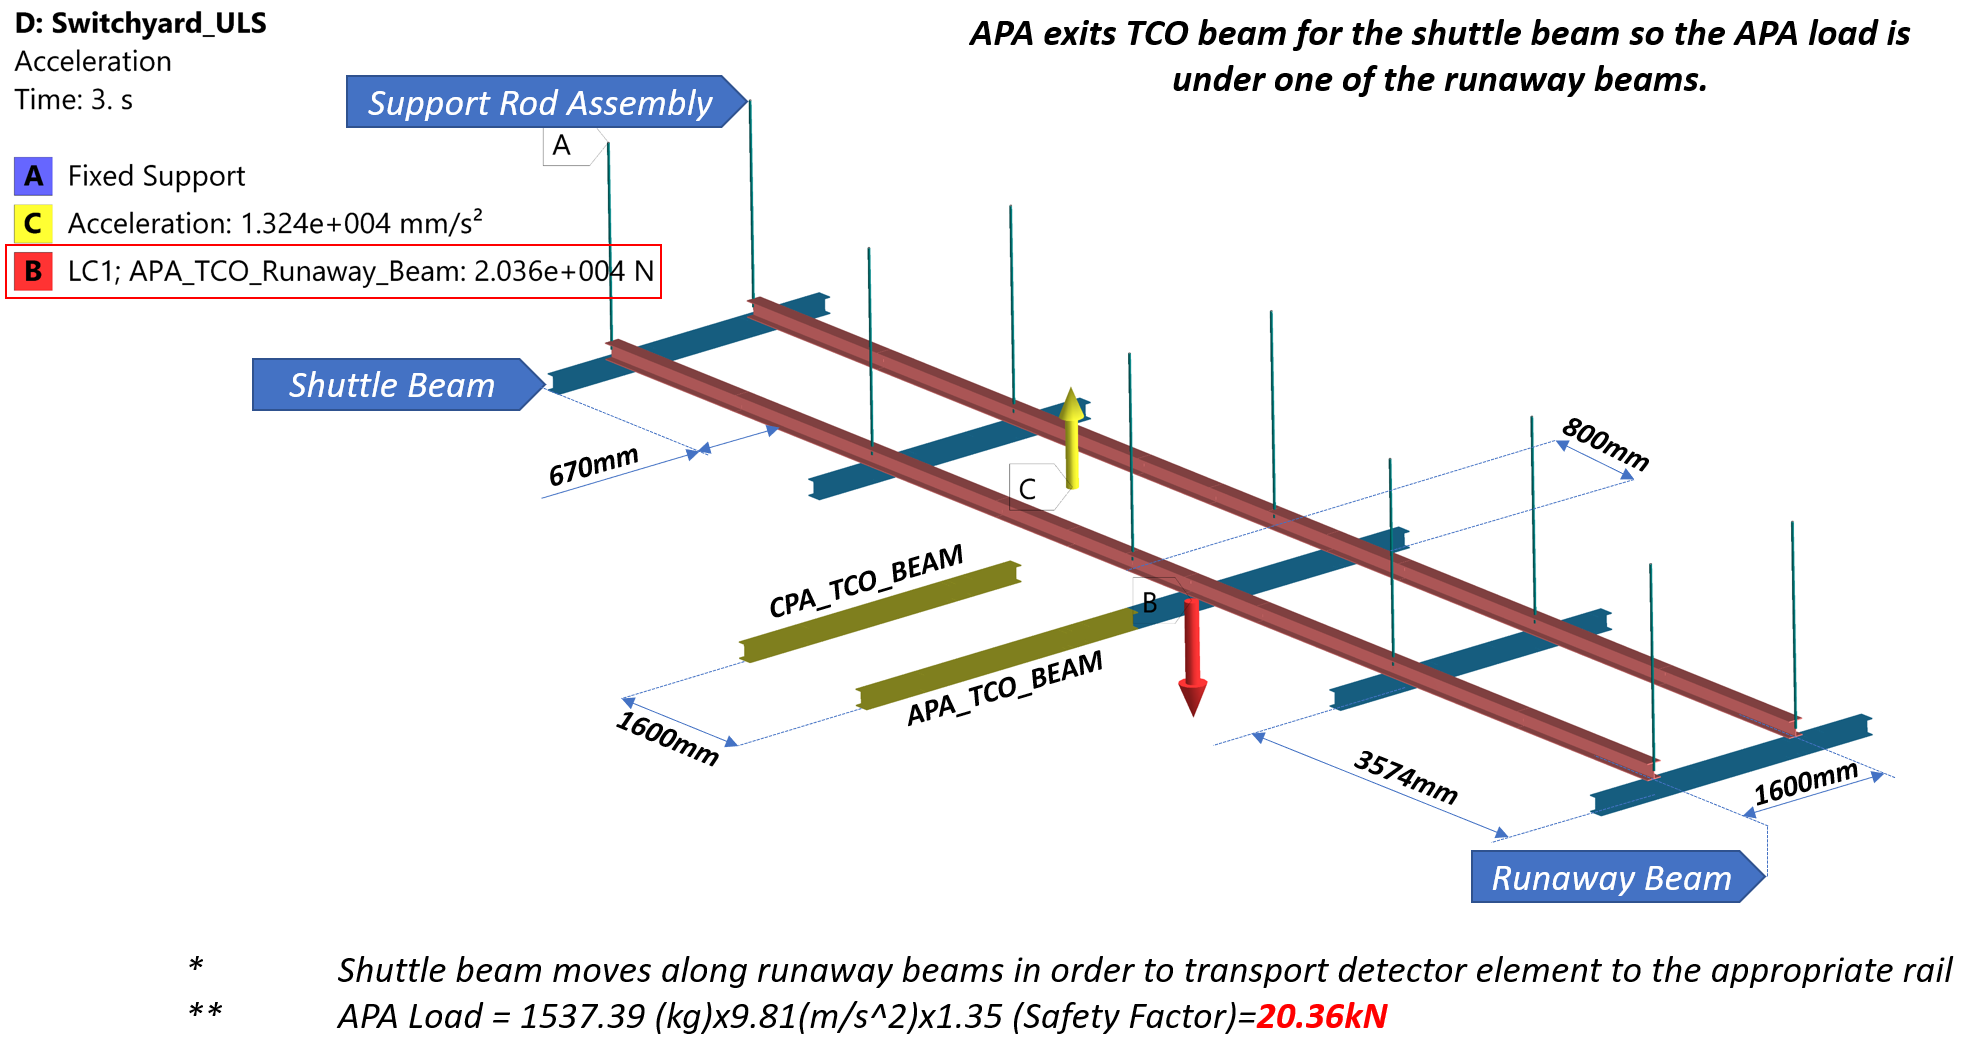 D: Switchyard_ULS
Acceleration
Time: 3. s
APA exits TCO beam for the shuttle beam so the APA load is
under one of the runaway beams.
Support Rod Assembly
A
A Fixed Support
C Acceleration: 1.324e+004 mm/s²
B LC1; APA_TCO_Runaway_Beam: 2.036e+004 N
Shuttle Beam
670mm
800mm
C
CPA_TCO_BEAM
B
APA_TCO_BEAM
1600mm
3574mm
1600mm
Runaway Beam
* Shuttle beam moves along runaway beams in order to transport detector element to the appropriate rail
** APA Load = 1537.39 (kg)x9.81(m/s^2)x1.35 (Safety Factor)=20.36kN